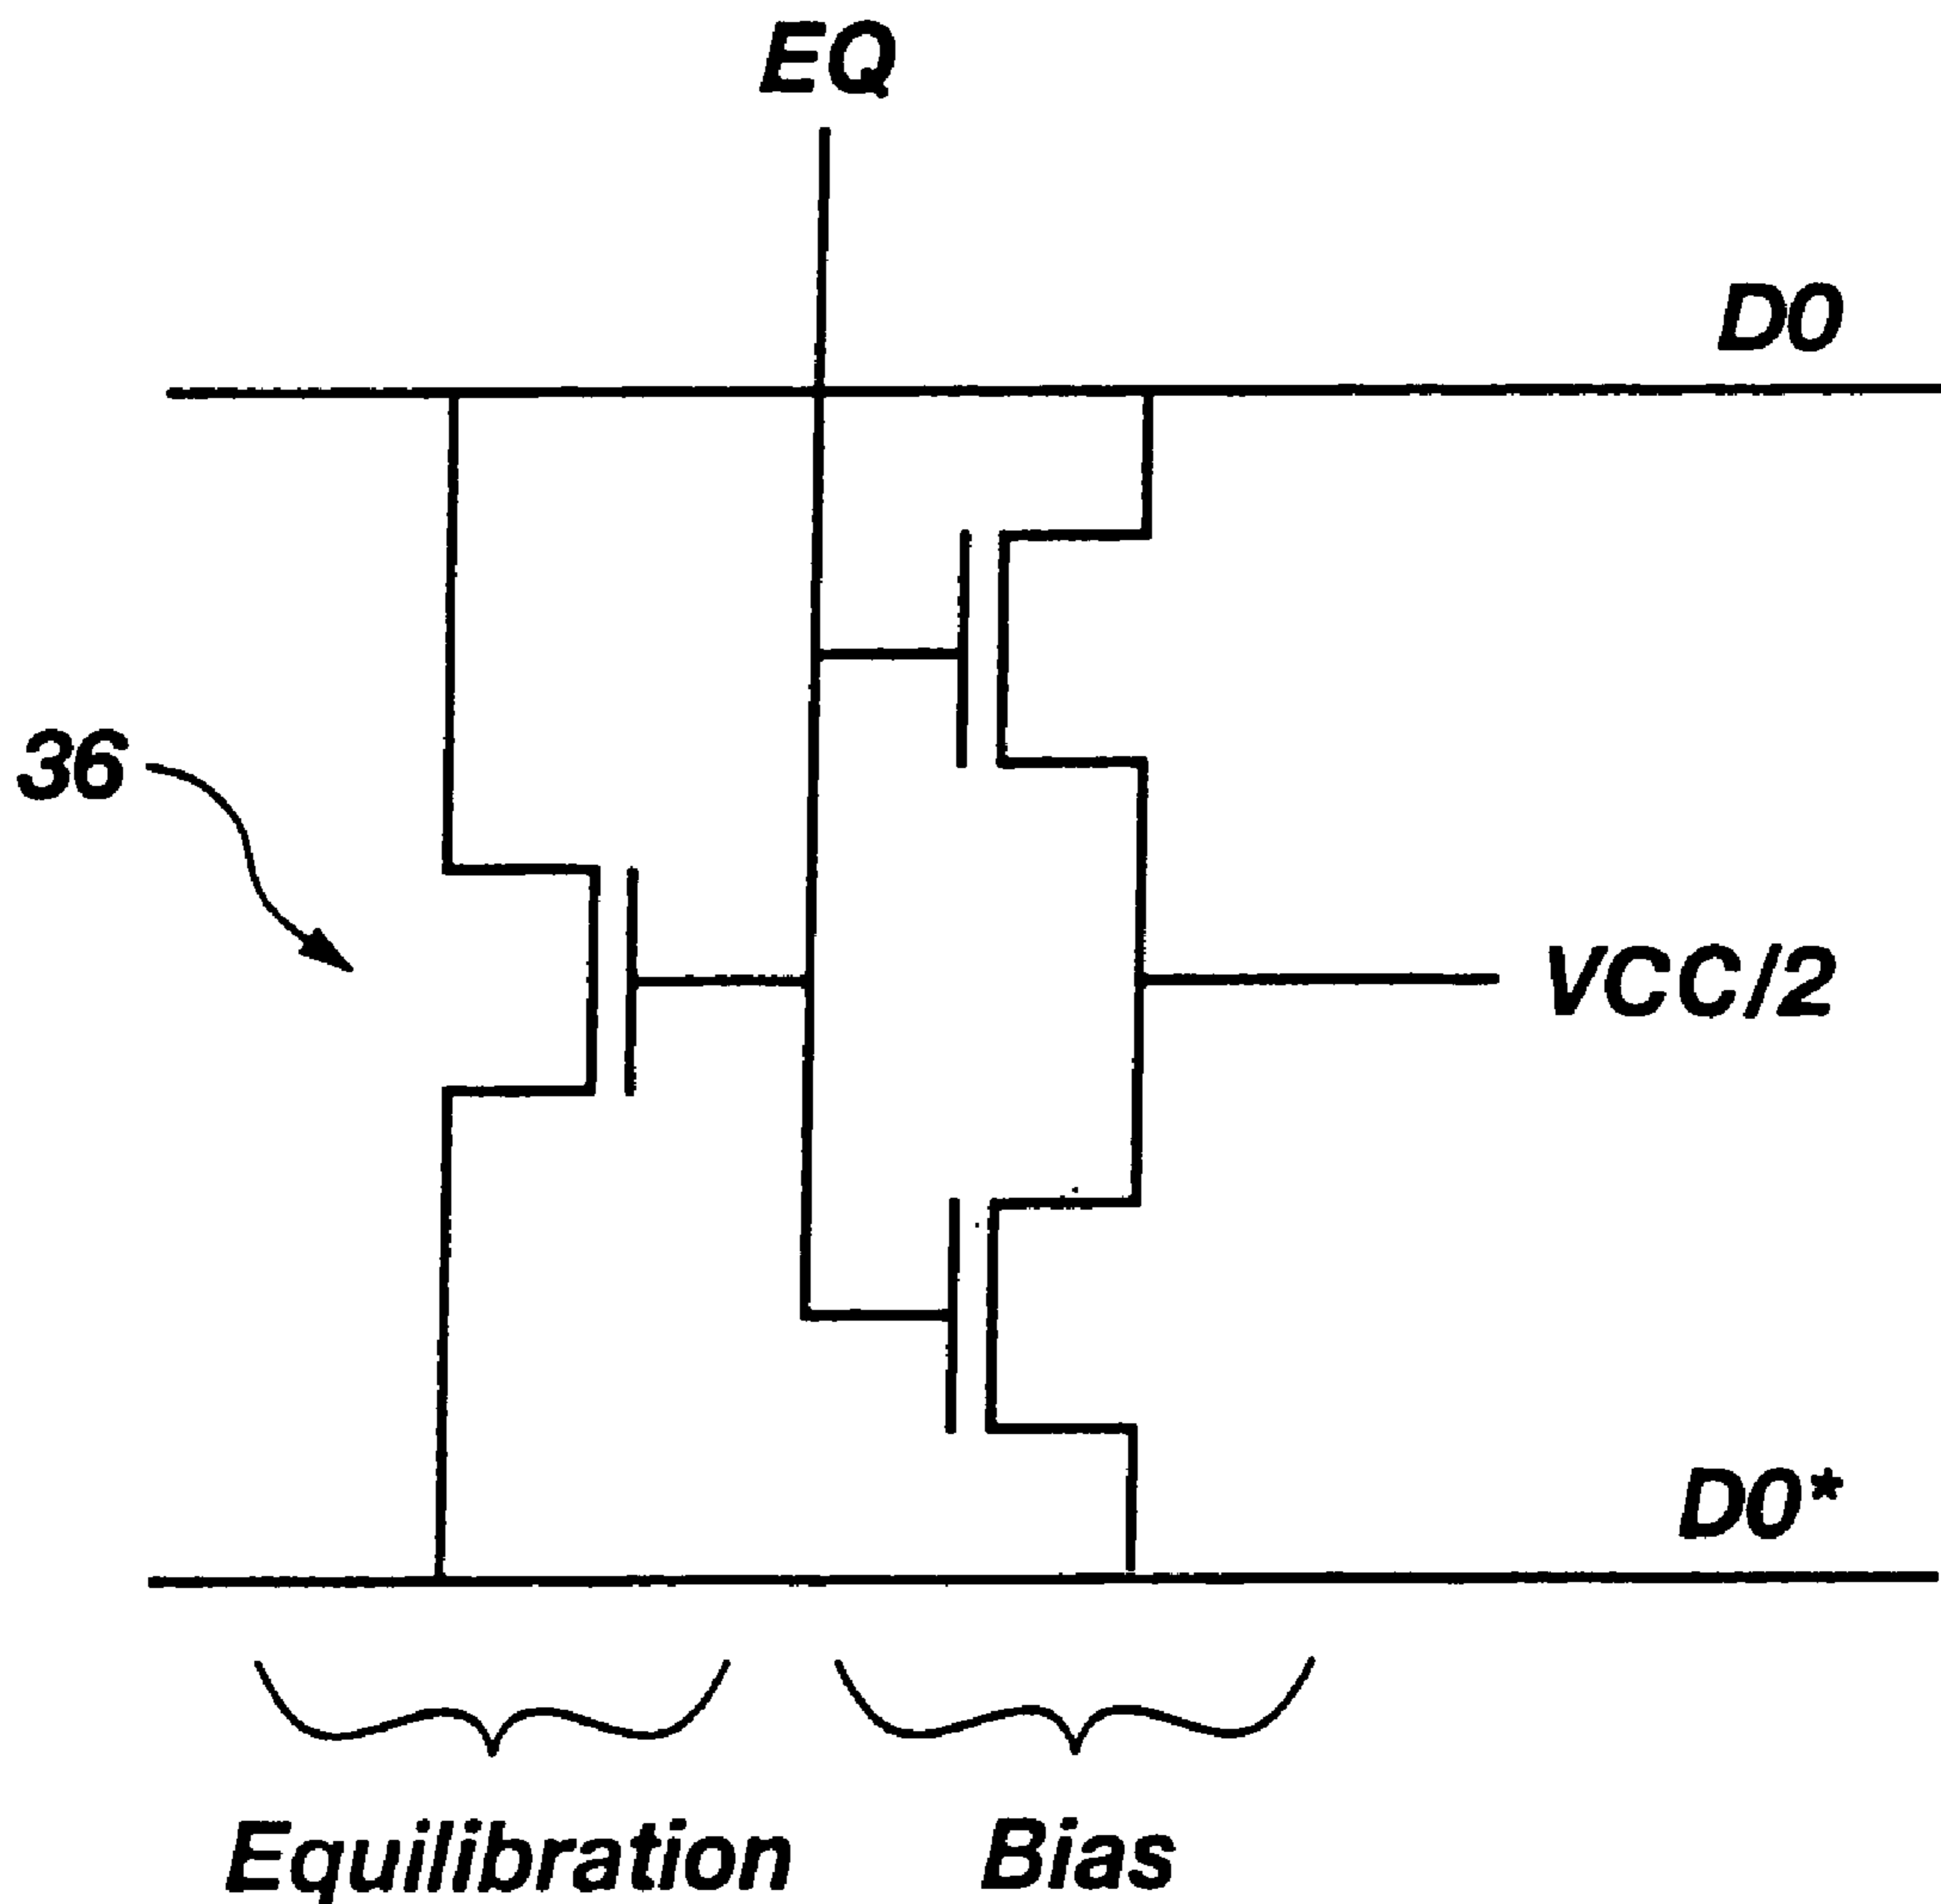 EQ
D0
36
VCC/2
D0*
Equilibration
Bias